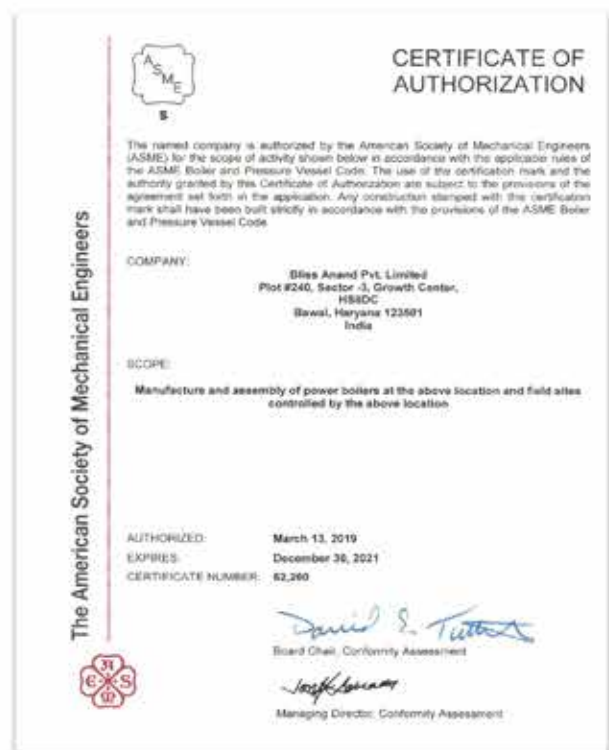 ASME
S
CERTIFICATE OF
AUTHORIZATION
The named company is authorized by the American Society of Mechanical Engineers
(ASME) for the scope of activity shown below in accordance with the applicable rules of
the ASME Boiler and Pressure Vessel Code. The use of the certification mark and the
authority granted by this Certificate of Authorization are subject to the provisions of the
agreement set forth in the application. Any construction stamped with this certification
mark shall have been built strictly in accordance with the provisions of the ASME Boiler
and Pressure Vessel Code
COMPANY:
Bliss Anand Pvt. Limited
Plot #240, Sector -3, Growth Center,
HSIIDC
Bawal, Haryana 123501
India
SCOPE:
Manufacture and assembly of power boilers at the above location and field sites
controlled by the above location
AUTHORIZED: March 13, 2019
EXPIRES: December 30, 2021
CERTIFICATE NUMBER: 62,260
Board Chair, Conformity Assessment
Managing Director, Conformity Assessment
The American Society of Mechanical Engineers